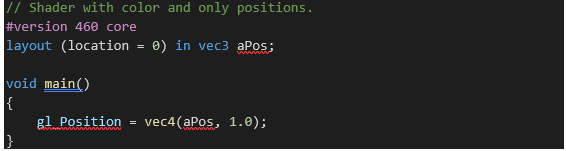 // Shader with color and only positions.
#version 460 core
layout (location = 0) in vec3 aPos;
void main()
{
gl_Position = vec4(aPos, 1.0);
}